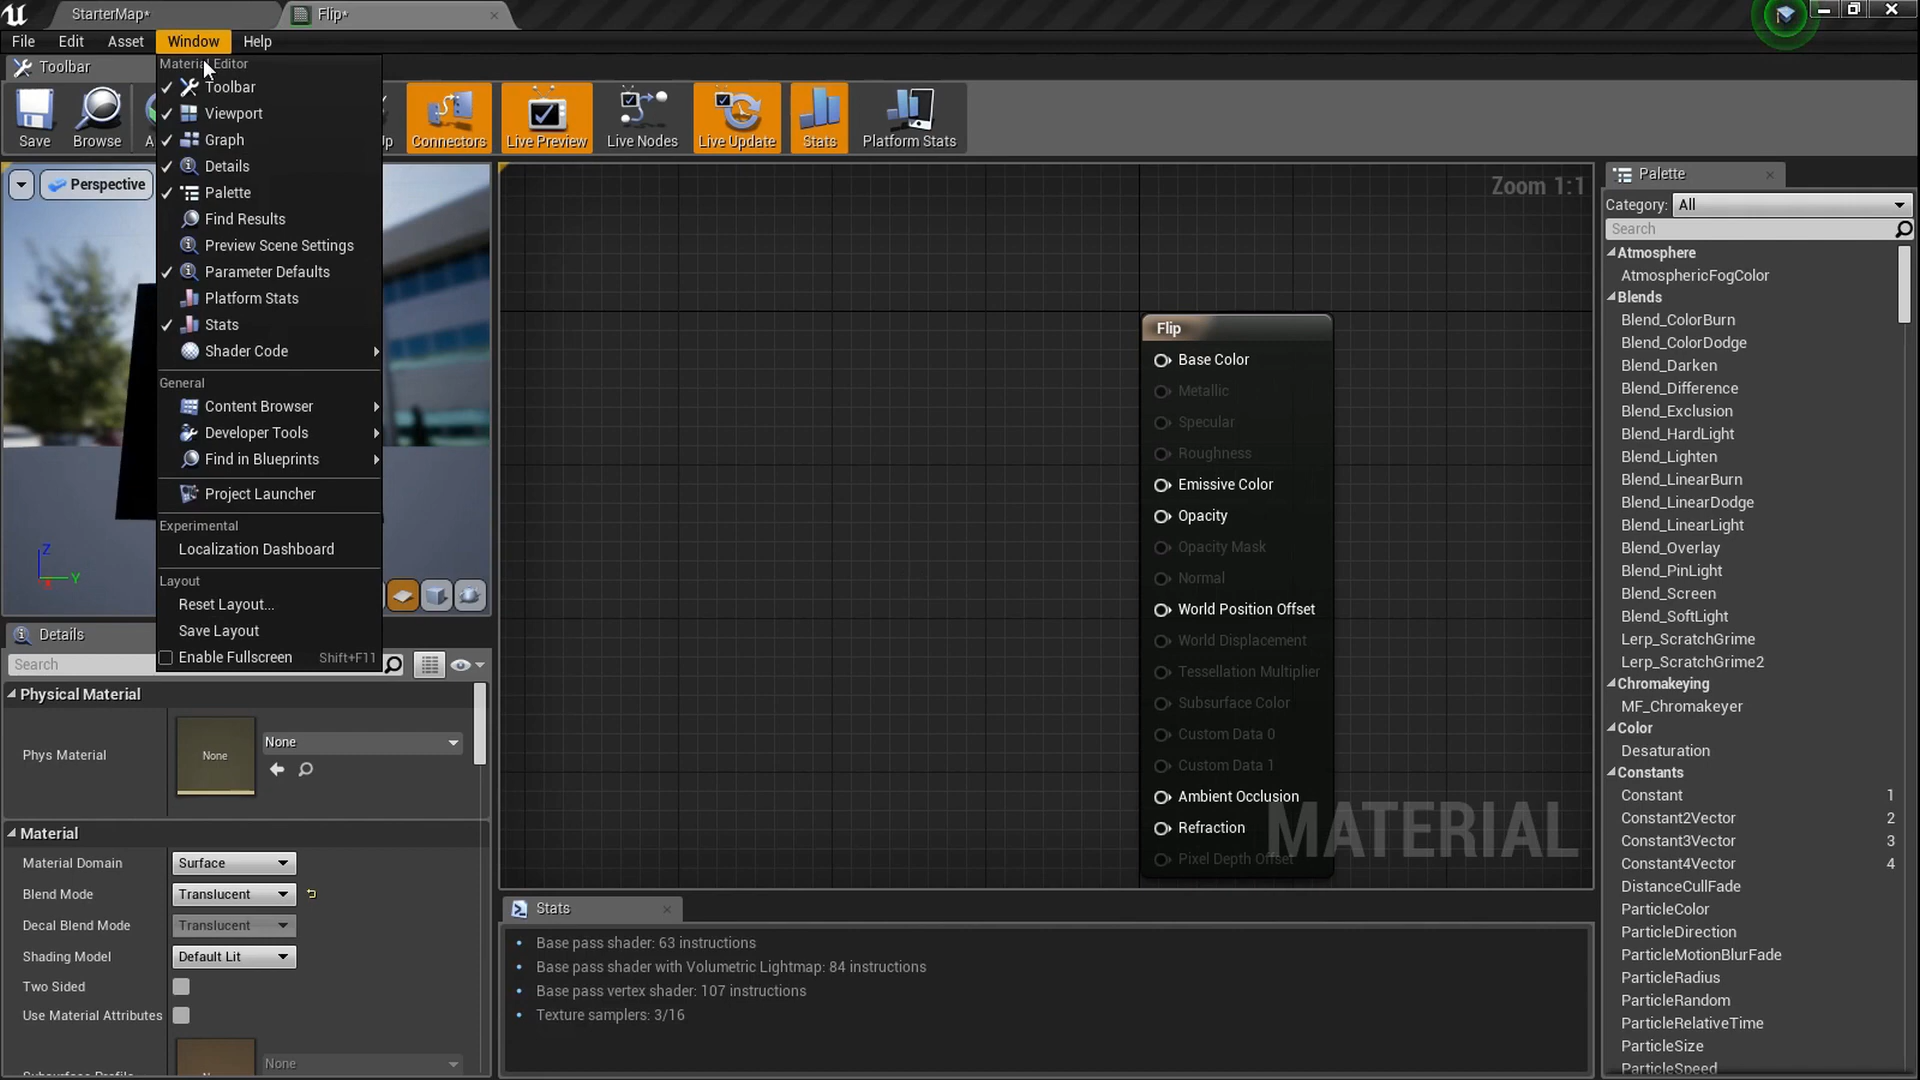 StarterMap*
Flip*
File Edit Asset Window Help
Toolbar
Save
Browse
Connectors
Live Preview
Live Nodes
Live Update
Stats
Platform Stats
Material Editor
Toolbar
Viewport
Graph
Details
Palette
Find Results
Preview Scene Settings
Parameter Defaults
Platform Stats
Stats
Shader Code
General
Content Browser
Developer Tools
Find in Blueprints
Project Launcher
Experimental
Localization Dashboard
Layout
Reset Layout...
Save Layout
Enable Fullscreen Shift+F11
Perspective
Z
Y
Details
Search
Physical Material
Phys Material
None
None
Material
Material Domain Surface
Blend Mode Translucent
Decal Blend Mode Translucent
Shading Model Default Lit
Two Sided
Use Material Attributes
None
Zoom 1:1
Flip
Base Color
Metallic
Specular
Roughness
Emissive Color
Opacity
Opacity Mask
Normal
World Position Offset
World Displacement
Tessellation Multiplier
Subsurface Color
Custom Data 0
Custom Data 1
Ambient Occlusion
Refraction
Pixel Depth Offset
MATERIAL
Stats
Base pass shader: 63 instructions
Base pass shader with Volumetric Lightmap: 84 instructions
Base pass vertex shader: 107 instructions
Texture samplers: 3/16
Palette
Category: All
Search
Atmosphere
AtmosphericFogColor
Blends
Blend_ColorBurn
Blend_ColorDodge
Blend_Darken
Blend_Difference
Blend_Exclusion
Blend_HardLight
Blend_Lighten
Blend_LinearBurn
Blend_LinearDodge
Blend_LinearLight
Blend_Overlay
Blend_PinLight
Blend_Screen
Blend_SoftLight
Lerp_ScratchGrime
Lerp_ScratchGrime2
Chromakeying
MF_Chromakeyer
Color
Desaturation
Constants
Constant 1
Constant2Vector 2
Constant3Vector 3
Constant4Vector 4
DistanceCullFade
ParticleColor
ParticleDirection
ParticleMotionBlurFade
ParticleRadius
ParticleRandom
ParticleRelativeTime
ParticleSize
ParticleSpeed